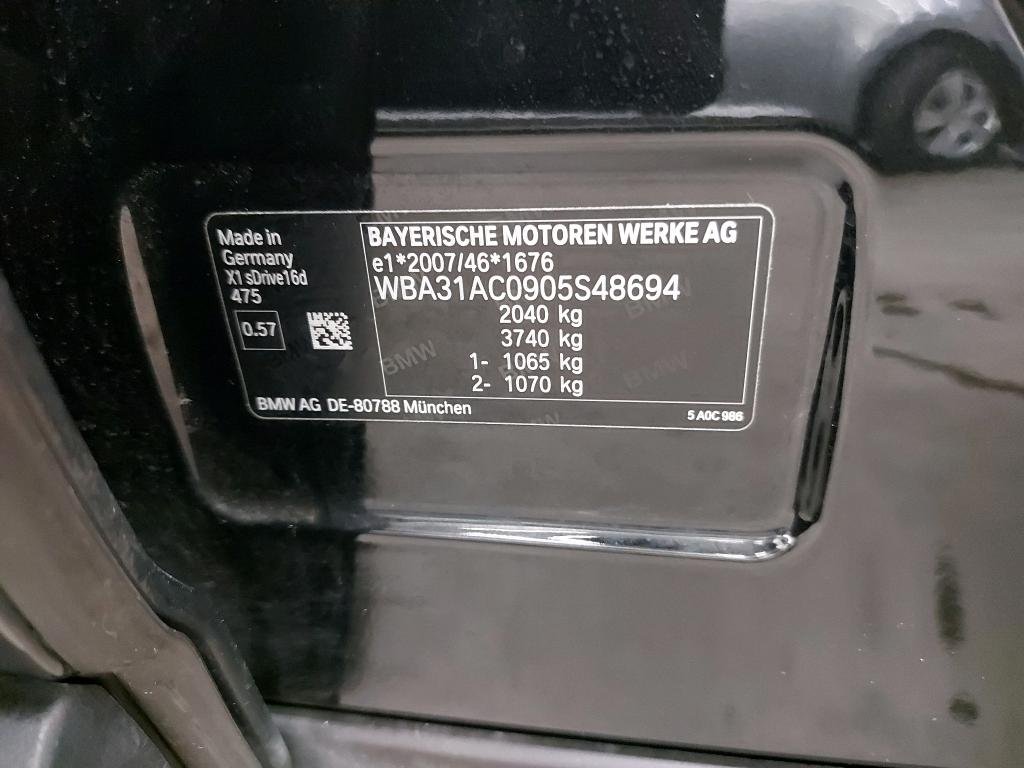 Made in
Germany
X1 sDrive16d
475
0.57
BAYERISCHE MOTOREN WERKE AG
e1*2007/46*1676
WBA31AC0905S48694
2040 kg
3740 kg
1- 1065 kg
2- 1070 kg
BMW AG DE-80788 München
5 A0C 986